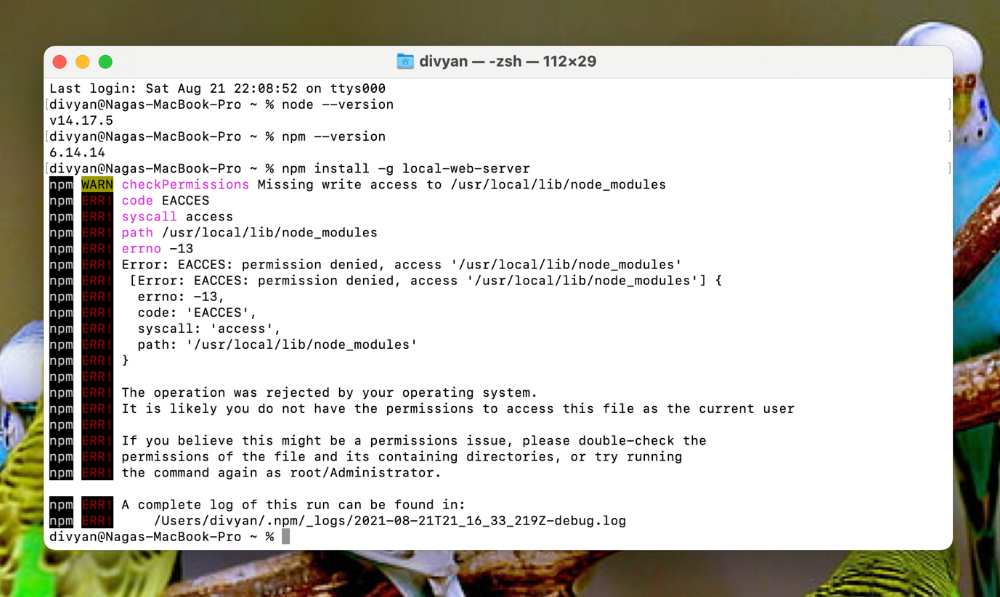 divyan — -zsh — 112×29
Last login: Sat Aug 21 22:08:52 on ttys000
[divyan@Nagas-MacBook-Pro ~ % node --version ]
v14.17.5
[divyan@Nagas-MacBook-Pro ~ % npm --version ]
6.14.14
[divyan@Nagas-MacBook-Pro ~ % npm install -g local-web-server ]
npm WARN checkPermissions Missing write access to /usr/local/lib/node_modules
npm ERR! code EACCES
npm ERR! syscall access
npm ERR! path /usr/local/lib/node_modules
npm ERR! errno -13
npm ERR! Error: EACCES: permission denied, access '/usr/local/lib/node_modules'
npm ERR!  [Error: EACCES: permission denied, access '/usr/local/lib/node_modules'] {
npm ERR!   errno: -13,
npm ERR!   code: 'EACCES',
npm ERR!   syscall: 'access',
npm ERR!   path: '/usr/local/lib/node_modules'
npm ERR! }
npm ERR!
npm ERR! The operation was rejected by your operating system.
npm ERR! It is likely you do not have the permissions to access this file as the current user
npm ERR!
npm ERR! If you believe this might be a permissions issue, please double-check the
npm ERR! permissions of the file and its containing directories, or try running
npm ERR! the command again as root/Administrator.
npm ERR! A complete log of this run can be found in:
npm ERR!     /Users/divyan/.npm/_logs/2021-08-21T21_16_33_219Z-debug.log
divyan@Nagas-MacBook-Pro ~ %